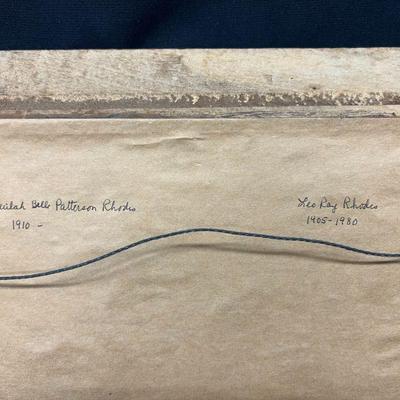 Bell Patterson Rhodes
1910 -
Leo Ray Rhodes
1905-1980